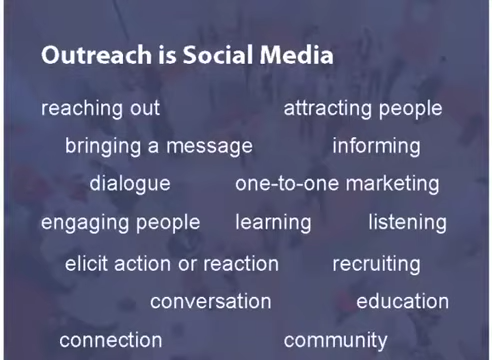 Outreach is Social Media
reaching out attracting people
bringing a message informing
dialogue one-to-one marketing
engaging people learning listening
elicit action or reaction recruiting
conversation education
connection community